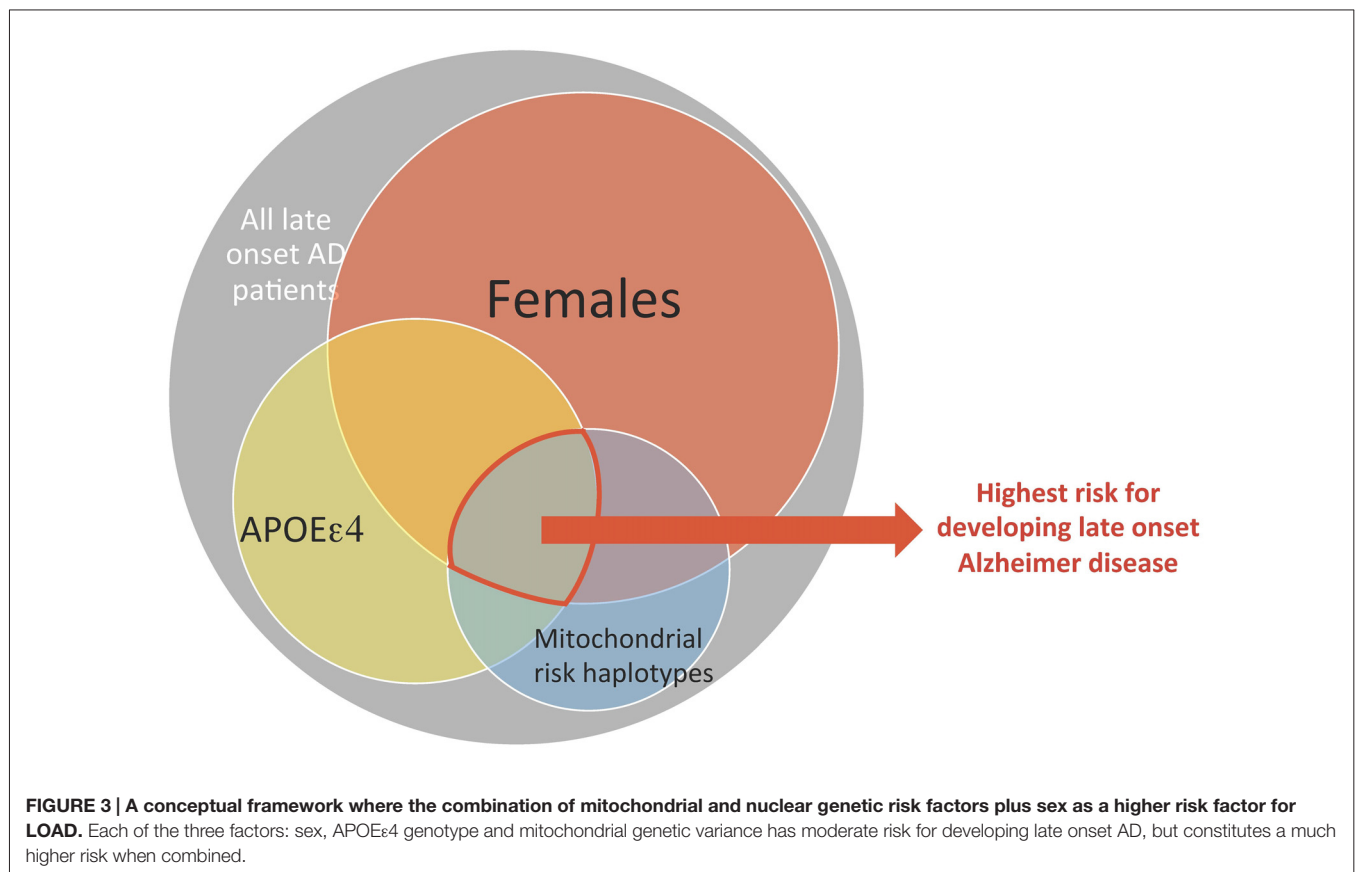 All late
onset AD
patients
Females
APOEε4
Mitochondrial
risk haplotypes
Highest risk for
developing late onset
Alzheimer disease
FIGURE 3 | A conceptual framework where the combination of mitochondrial and nuclear genetic risk factors plus sex as a higher risk factor for
LOAD. Each of the three factors: sex, APOEε4 genotype and mitochondrial genetic variance has moderate risk for developing late onset AD, but constitutes a much
higher risk when combined.